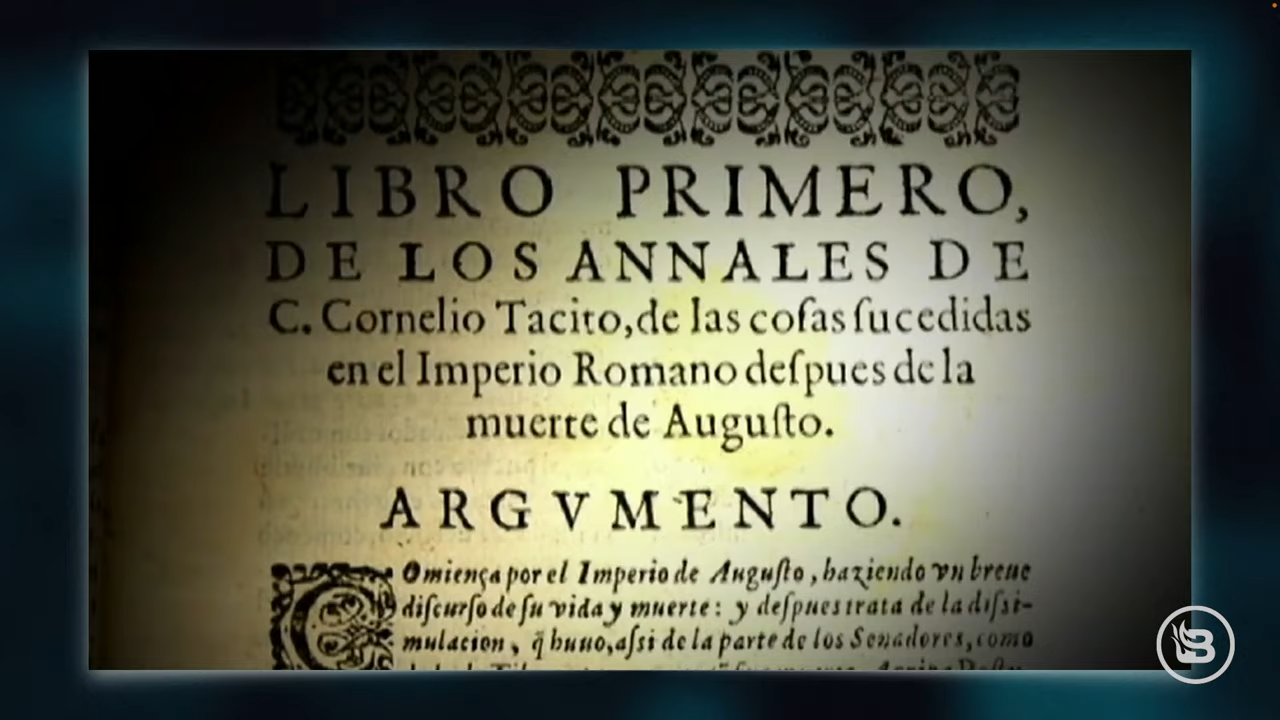 LIBRO PRIMERO,
DE LOS ANNALES DE
C. Cornelio Tacito, de las coſas ſucedidas
en el Imperio Romano deſpues de la
muerte de Auguſto.
ARGVMENTO.
Comiença por el Imperio de Auguſto, haziendo vn breue
diſcurſo de ſu vida y muerte: y deſpues trata de la diſsi-
mulacion, q̃ huuo, aſsi de la parte de los Senadores, como
B